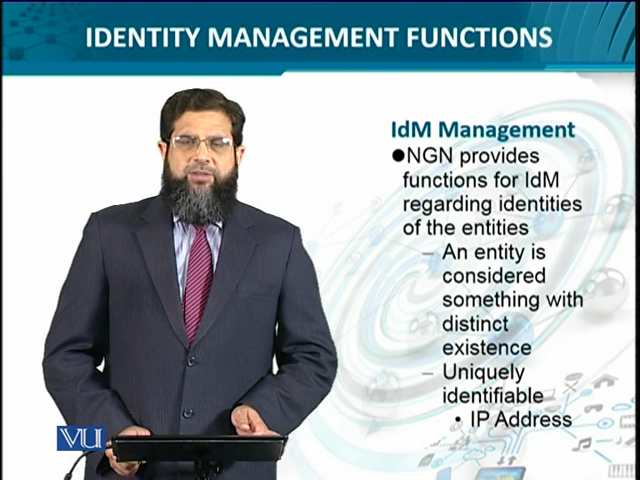 IDENTITY MANAGEMENT FUNCTIONS
IdM Management
●NGN provides
functions for IdM
regarding identities
of the entities
– An entity is
considered
something with
distinct
existence
– Uniquely
identifiable
• IP Address
VU